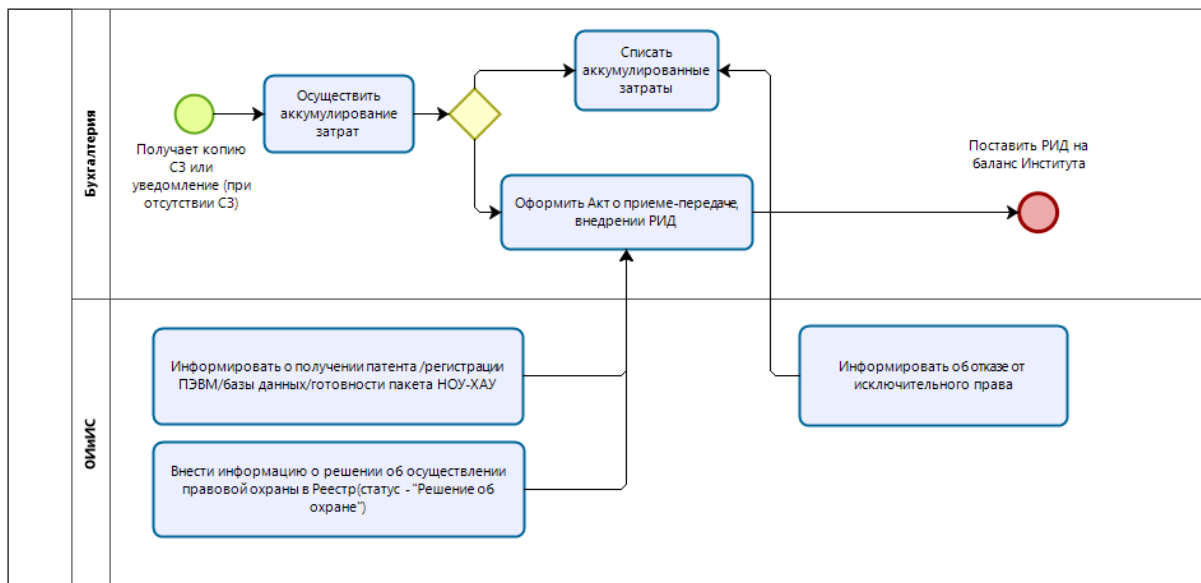 Бухгалтерия
Получает копию
СЗ или
уведомление (при
отсутствии СЗ)
Осуществить
аккумулирование
затрат
Списать
аккумулированные
затраты
Оформить Акт о приеме-передаче,
внедрении РИД
Поставить РИД на
баланс Института
ОИиИС
Информировать о получении патента /регистрации
ПЭВМ/базы данных/готовности пакета НОУ-ХАУ
Внести информацию о решении об осуществлении
правовой охраны в Реестр(статус - "Решение об
охране")
Информировать об отказе от
исключительного права